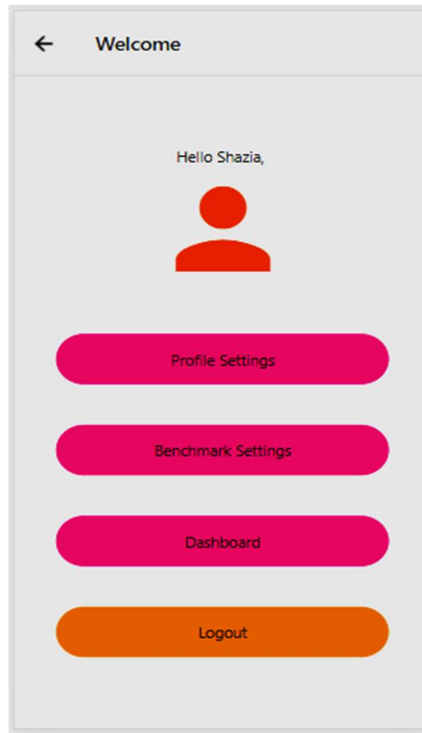 Welcome
Hello Shazia,
Profile Settings
Benchmark Settings
Dashboard
Logout